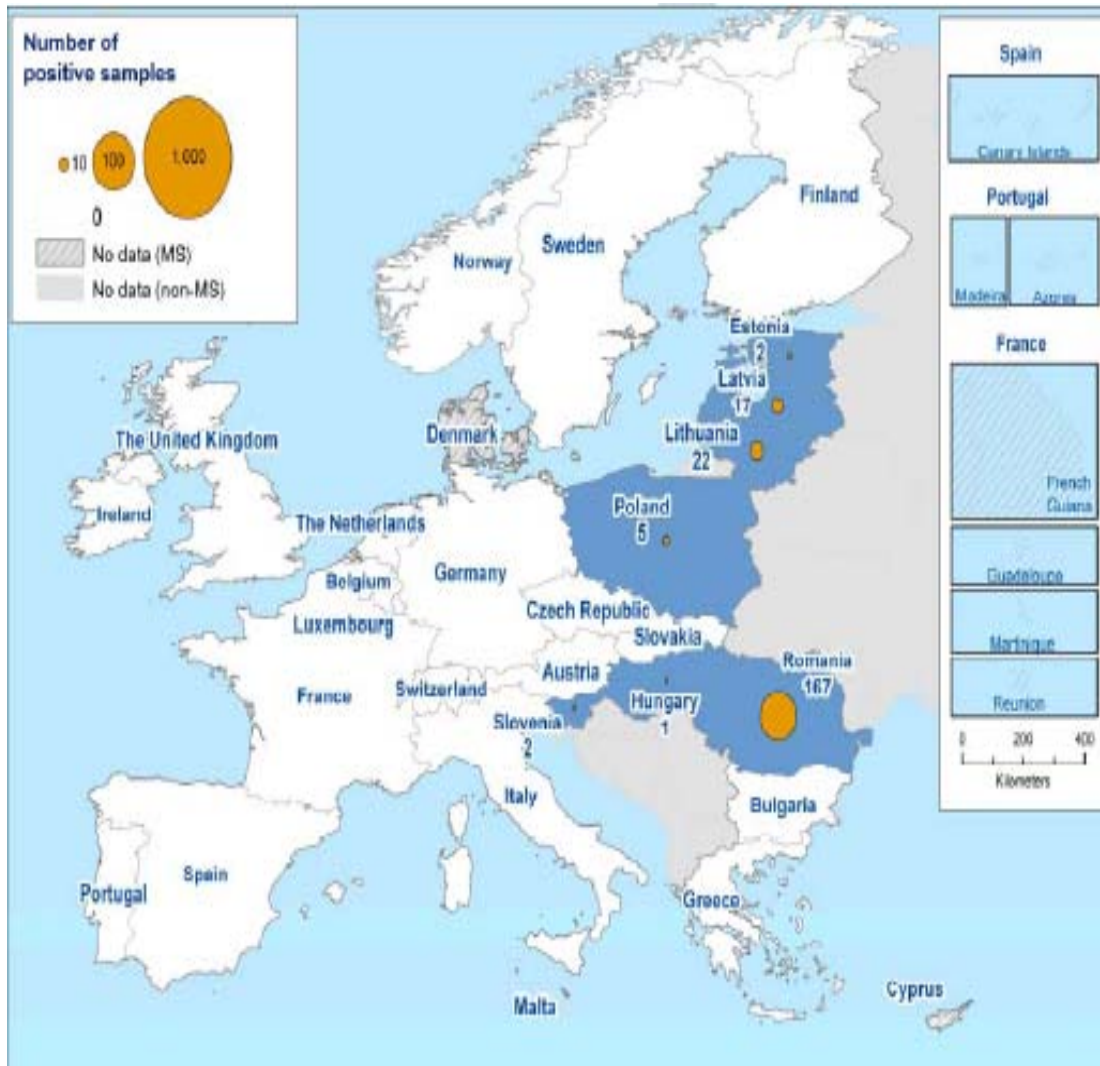 Number of
positive samples
10
100
1,000
0
No data (MS)
No data (non-MS)
Spain
Canary Islands
Portugal
Madeira
Azores
France
French
Guiana
Guadeloupe
Martinique
Reunion
0 200 400
Kilometers
Finland
Sweden
Norway
Estonia
2
Latvia
17
Lithuania
22
Denmark
The United Kingdom
Ireland
The Netherlands
Poland
5
Belgium
Germany
Luxembourg
Czech Republic
Slovakia
Austria
Romania
167
France
Switzerland
Hungary
1
Slovenia
2
Italy
Bulgaria
Spain
Portugal
Greece
Malta
Cyprus